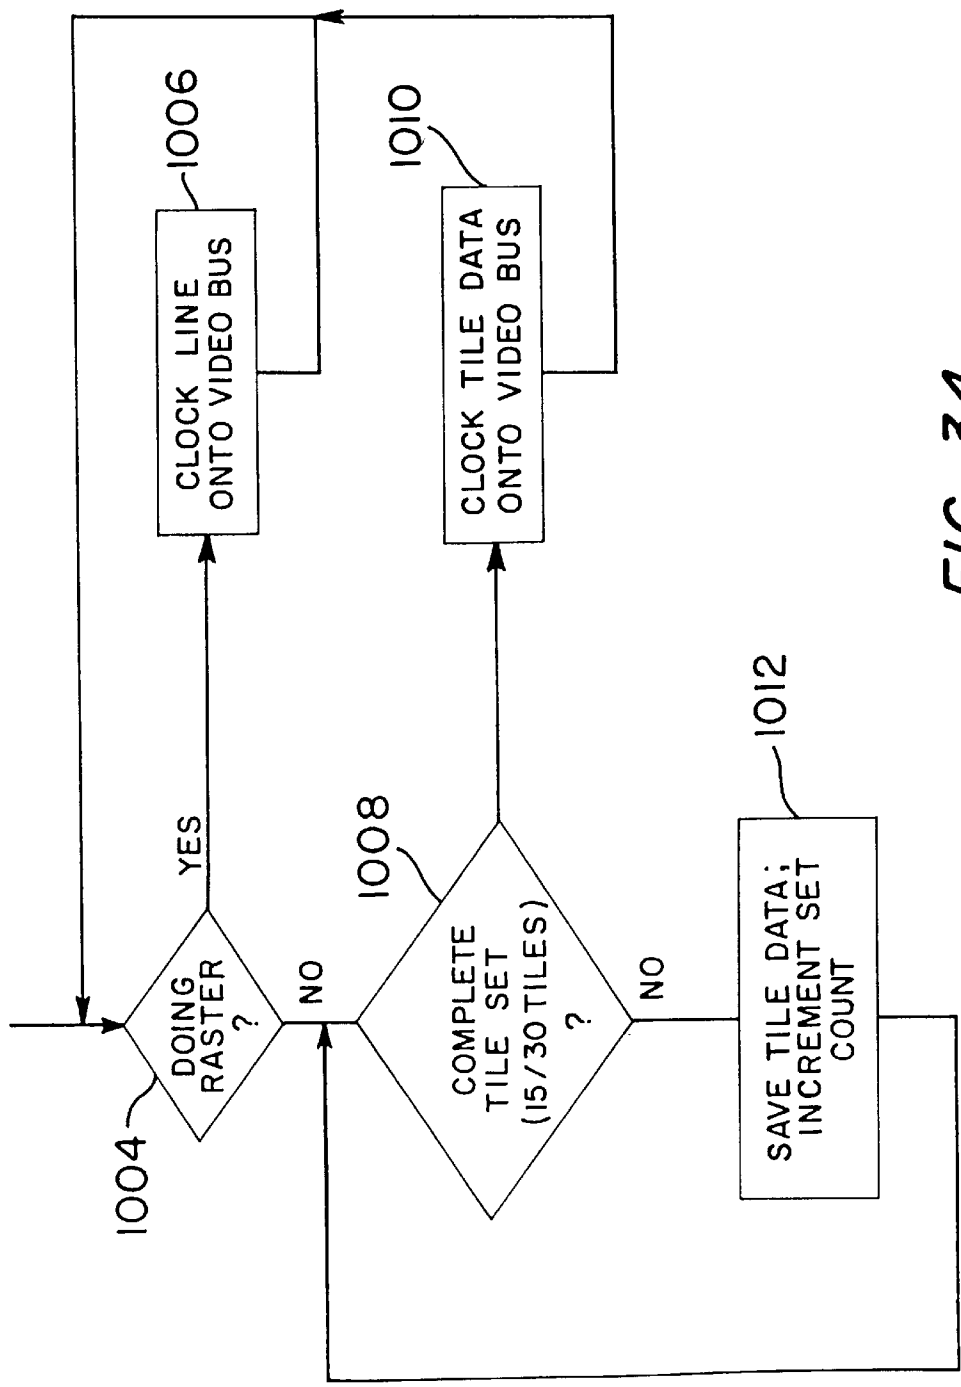 1004
DOING
RASTER
?
YES
NO
CLOCK LINE
ONTO VIDEO BUS
1006
COMPLETE
TILE SET
(15/30 TILES)
?
1008
NO
CLOCK TILE DATA
ONTO VIDEO BUS
1010
SAVE TILE DATA;
INCREMENT SET
COUNT
1012